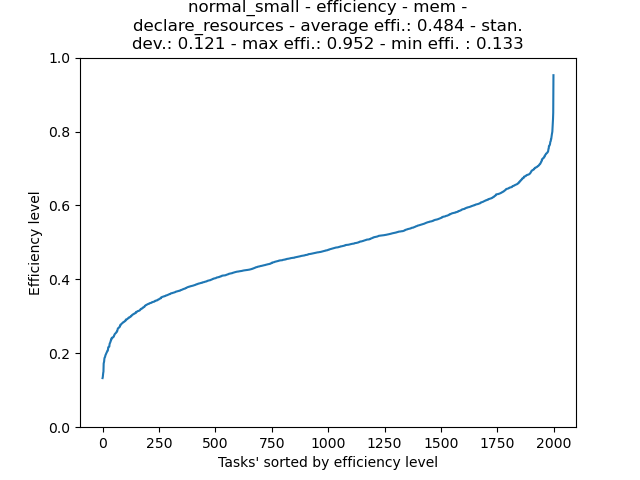 normal_small - efficiency - mem -
declare_resources - average effi.: 0.484 - stan.
dev.: 0.121 - max effi.: 0.952 - min effi. : 0.133
1.0
0.8
0.6
0.4
0.2
0.0
Efficiency level
0 250 500 750 1000 1250 1500 1750 2000
Tasks' sorted by efficiency level